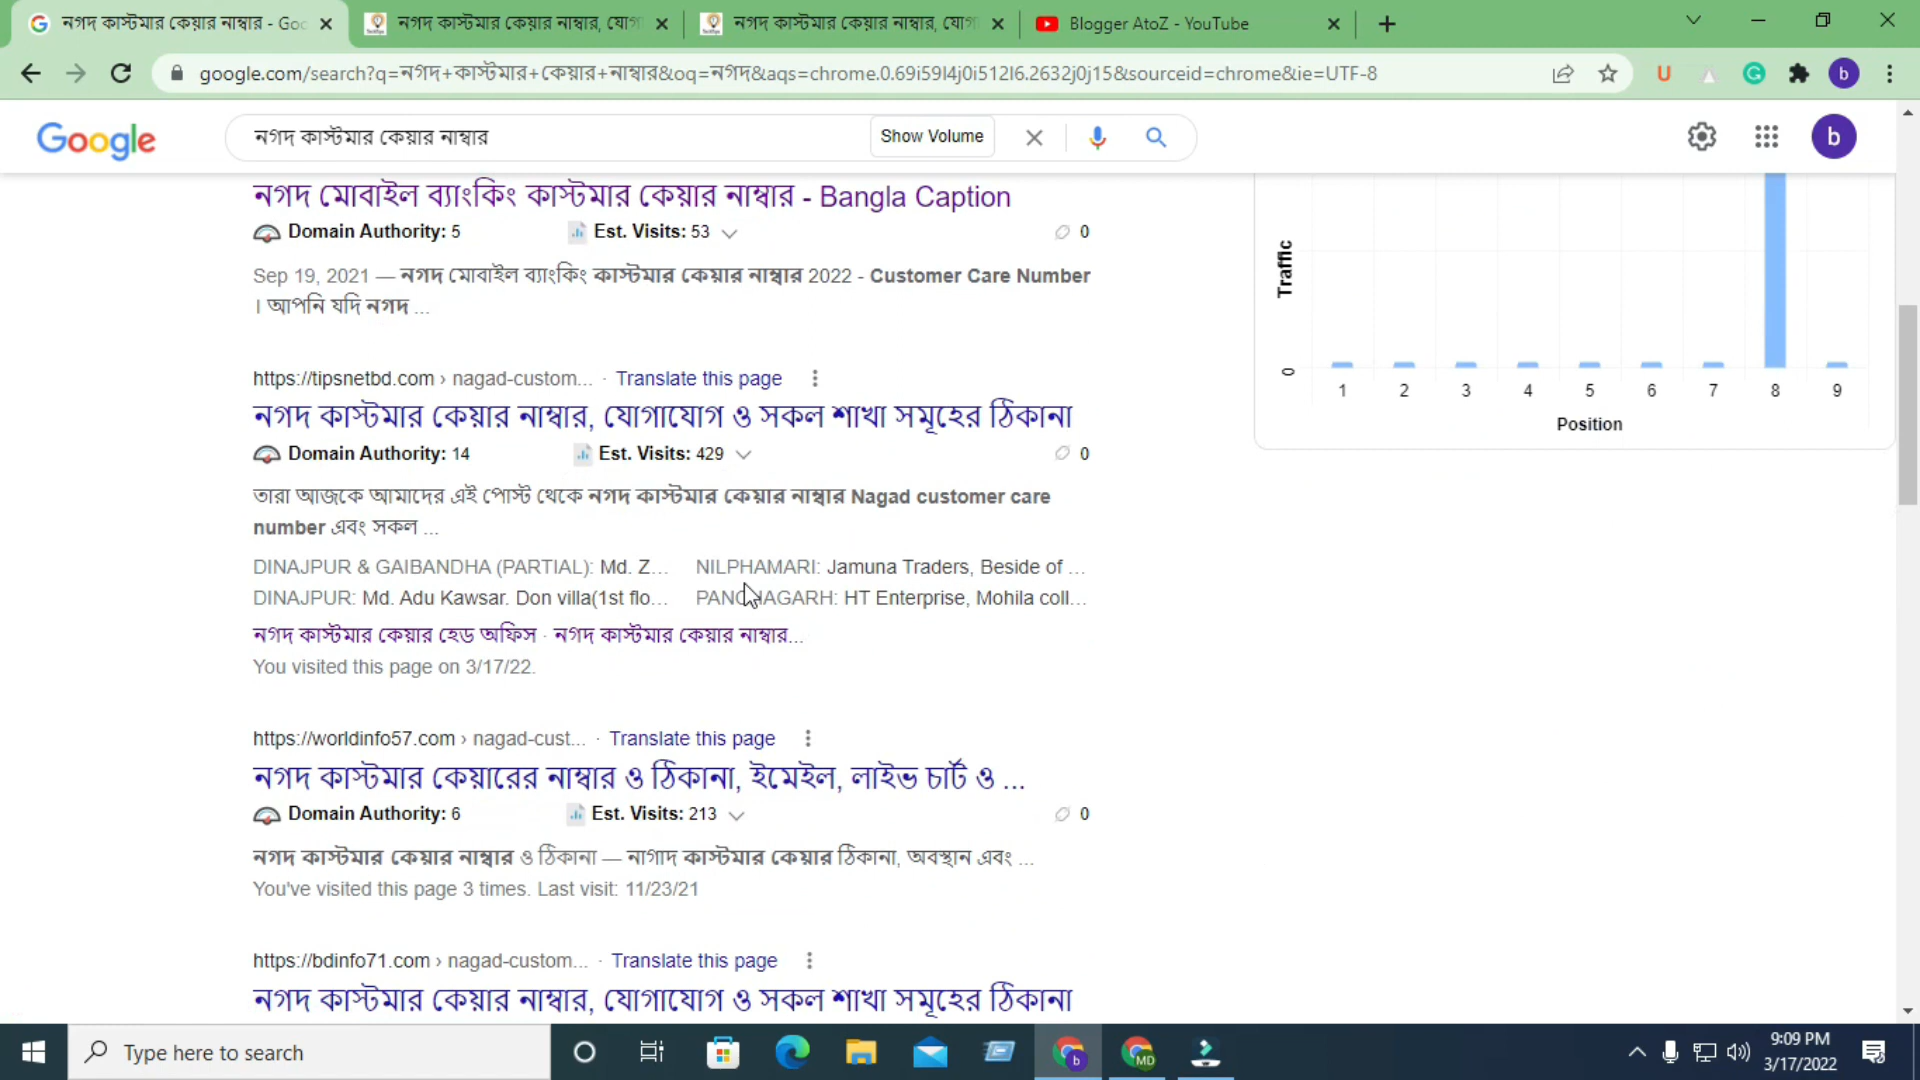 নগদ কাস্টমার কেয়ার নাম্বার - Goo
নগদ কাস্টমার কেয়ার নাম্বার, যোগা
নগদ কাস্টমার কেয়ার নাম্বার, যোগা
Blogger AtoZ - YouTube
google.com/search?q=নগদ+কাস্টমার+কেয়ার+নাম্বার&oq=নগদ&aqs=chrome.0.69i59l4j0i512l6.2632j0j15&sourceid=chrome&ie=UTF-8
U
G
b
Google
নগদ কাস্টমার কেয়ার নাম্বার
Show Volume
b
নগদ মোবাইল ব্যাংকিং কাস্টমার কেয়ার নাম্বার - Bangla Caption
Domain Authority: 5
Est. Visits: 53
0
Sep 19, 2021 — নগদ মোবাইল ব্যাংকিং কাস্টমার কেয়ার নাম্বার 2022 - Customer Care Number
। আপনি যদি নগদ ...
https://tipsnetbd.com › nagad-custom... · Translate this page
নগদ কাস্টমার কেয়ার নাম্বার, যোগাযোগ ও সকল শাখা সমূহের ঠিকানা
Domain Authority: 14
Est. Visits: 429
0
তারা আজকে আমাদের এই পোস্ট থেকে নগদ কাস্টমার কেয়ার নাম্বার Nagad customer care
number এবং সকল ...
DINAJPUR & GAIBANDHA (PARTIAL): Md. Z...
NILPHAMARI: Jamuna Traders, Beside of ...
DINAJPUR: Md. Adu Kawsar. Don villa(1st flo...
PANCHAGARH: HT Enterprise, Mohila coll...
নগদ কাস্টমার কেয়ার হেড অফিস · নগদ কাস্টমার কেয়ার নাম্বার...
You visited this page on 3/17/22.
https://worldinfo57.com › nagad-cust... · Translate this page
নগদ কাস্টমার কেয়ারের নাম্বার ও ঠিকানা, ইমেইল, লাইভ চার্ট ও ...
Domain Authority: 6
Est. Visits: 213
0
নগদ কাস্টমার কেয়ার নাম্বার ও ঠিকানা — নাগাদ কাস্টমার কেয়ার ঠিকানা, অবস্থান এবং ...
You've visited this page 3 times. Last visit: 11/23/21
https://bdinfo71.com › nagad-custom... · Translate this page
নগদ কাস্টমার কেয়ার নাম্বার, যোগাযোগ ও সকল শাখা সমূহের ঠিকানা
Traffic
0
1 2 3 4 5 6 7 8 9
Position
Type here to search
b
MD
9:09 PM
3/17/2022